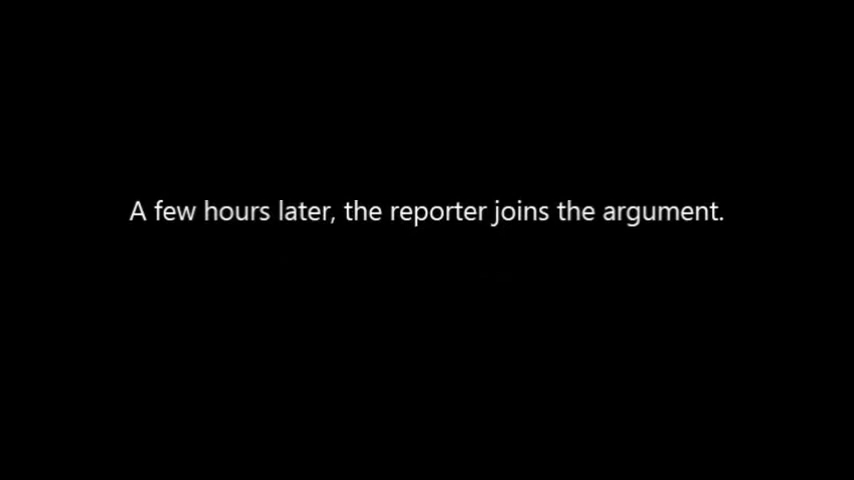 A few hours later, the reporter joins the argument.